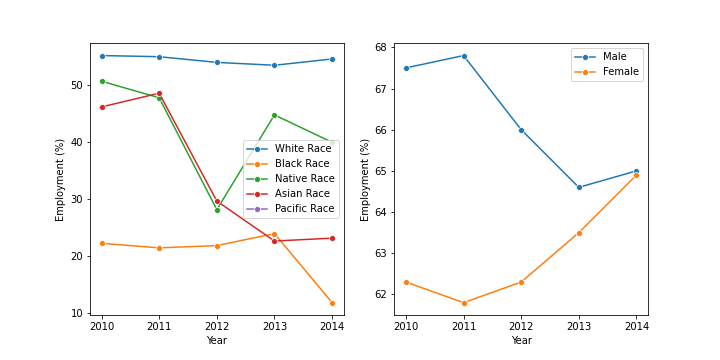 50
40
30
20
10
Employment (%)
2010 2011 2012 2013 2014
Year
White Race
Black Race
Native Race
Asian Race
Pacific Race
68
67
66
65
64
63
62
Employment (%)
2010 2011 2012 2013 2014
Year
Male
Female